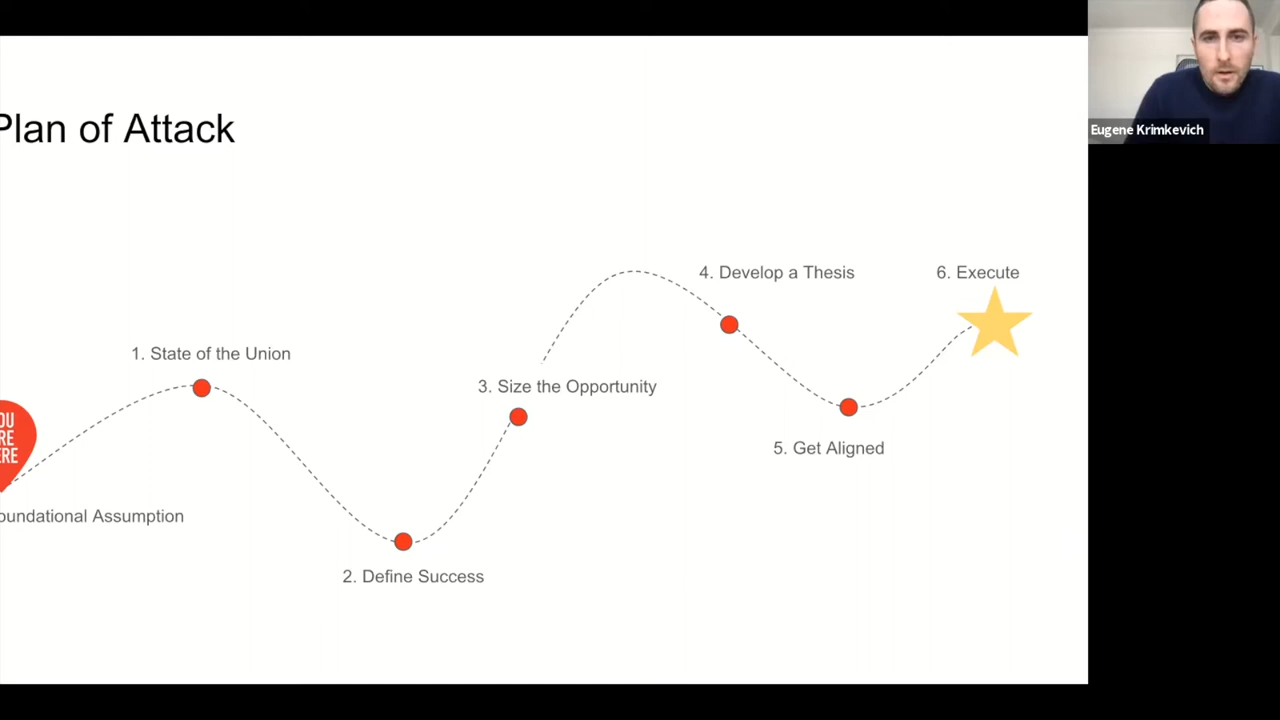 Plan of Attack
Eugene Krimkevich
4. Develop a Thesis
6. Execute
1. State of the Union
3. Size the Opportunity
OU
RE
ERE
5. Get Aligned
oundational Assumption
2. Define Success